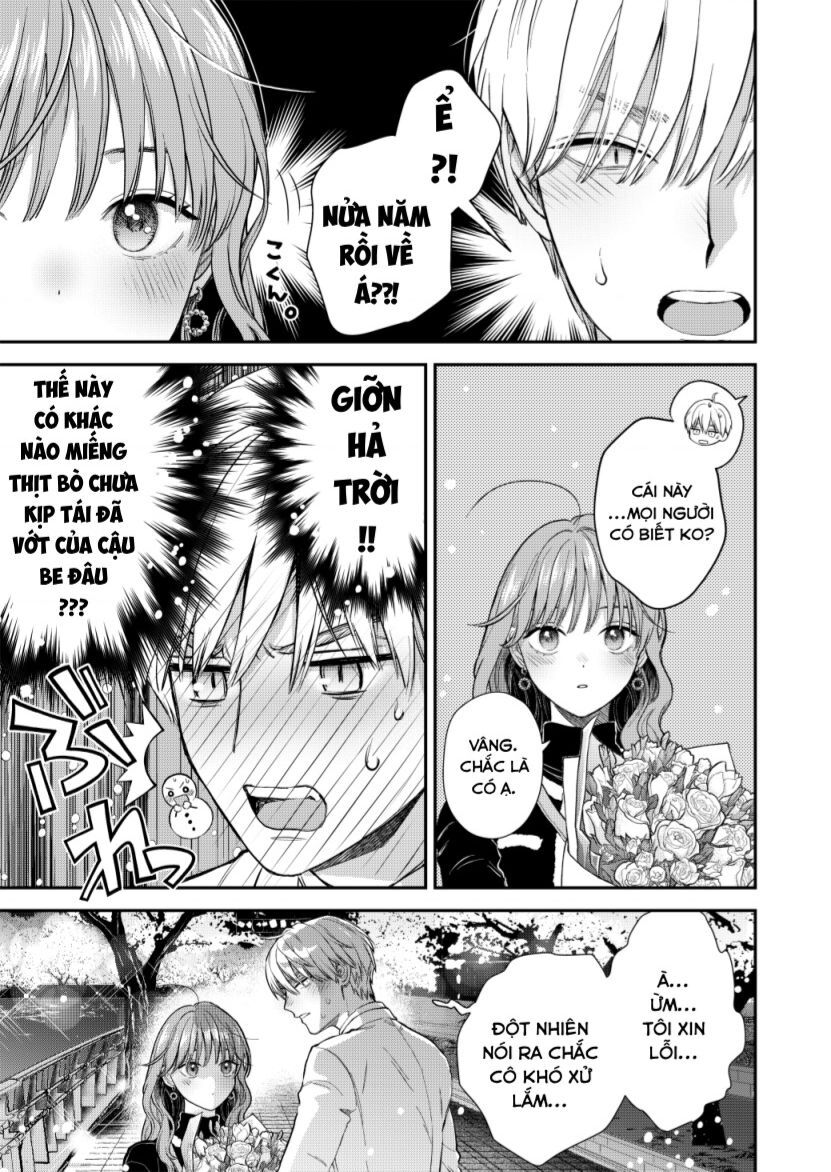 Ể
?!
NỬA NĂM
RỒI VỀ
Á??!
こくん。
CÁI NÀY
...MỌI NGƯỜI
CÓ BIẾT KO?
VÂNG.
CHẮC LÀ
CÓ Ạ.
GIỠN
HẢ
TRỜI
!!
THẾ NÀY
CÓ KHÁC
NÀO MIẾNG
THỊT BÒ CHƯA
KỊP TÁI ĐÃ
VỚT CỦA CẬU
BE ĐÂU
???
ぶれっ
À...
ỪM...
TÔI XIN
LỖI...
ĐỘT NHIÊN
NÓI RA CHẮC
CÔ KHÓ XỬ
LẮM...